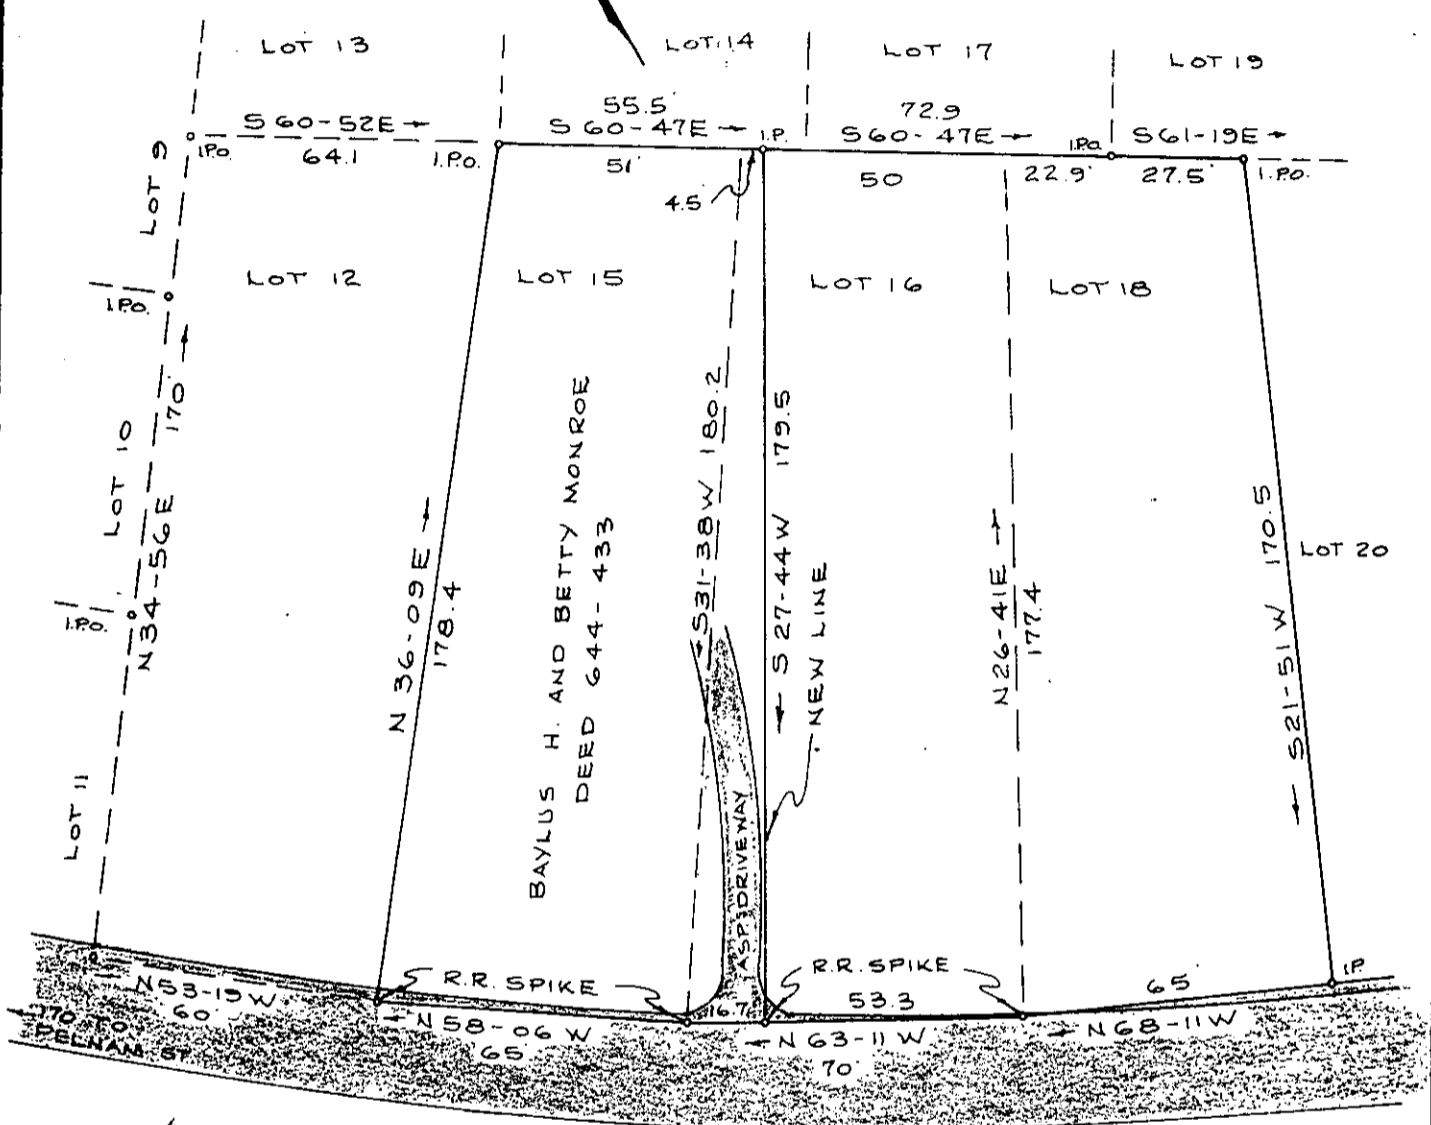 LOT 13
LOT 14
LOT 17
LOT 19
55.5'
72.9
S 60-52E
S 60-47E
I.P.
S60-47E
I.P.O.
S61-19E
I.P.O.
64.1
I.P.O.
51'
4.5'
50
22.9'
27.5'
I.P.O.
LOT 9
LOT 12
LOT 15
LOT 16
LOT 18
I.P.O.
LOT 10
N34-56E 170'
I.P.O.
LOT 11
N 36-09E
178.4
BAYLUS H. AND BETTY MONROE
DEED 644-433
S31-38W 180.2
S 27-44W 179.5
NEW LINE
N26-41E
177.4
S21-51 W 170.5
LOT 20
ASP. DRIVEWAY
R.R. SPIKE
R.R. SPIKE
I.P.
N53-19W
60'
N 58-06 W
65'
16.7
53.3
N 63-11 W
70'
65'
N68-11W
170' TO
PELHAM ST.